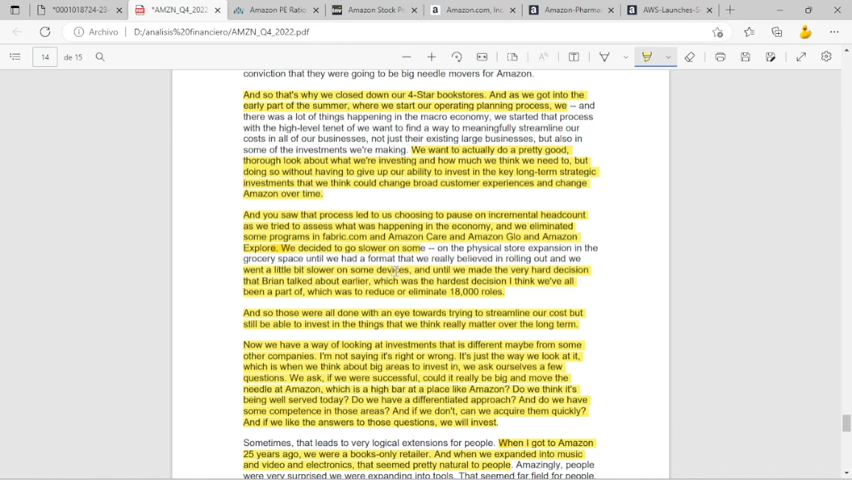 *0001018724-23-
*AMZN_Q4_2022
Amazon PE Ratio
Amazon Stock P
Amazon.com, In
Amazon-Pharma
AWS-Launches-S
Archivo
D:/analisis%20financiero/AMZN_Q4_2022.pdf
14 de 15
conviction that they were going to be big needle movers for Amazon.
And so that's why we closed down our 4-Star bookstores. And as we got into the
early part of the summer, where we start our operating planning process, we -- and
there was a lot of things happening in the macro economy, we started that process
with the high-level tenet of we want to find a way to meaningfully streamline our
costs in all of our businesses, not just their existing large businesses, but also in
some of the investments we're making. We want to actually do a pretty good,
thorough look about what we're investing and how much we think we need to, but
doing so without having to give up our ability to invest in the key long-term strategic
investments that we think could change broad customer experiences and change
Amazon over time.
And you saw that process led to us choosing to pause on incremental headcount
as we tried to assess what was happening in the economy, and we eliminated
some programs in fabric.com and Amazon Care and Amazon Glo and Amazon
Explore. We decided to go slower on some -- on the physical store expansion in the
grocery space until we had a format that we really believed in rolling out and we
went a little bit slower on some devices, and until we made the very hard decision
that Brian talked about earlier, which was the hardest decision I think we've all
been a part of, which was to reduce or eliminate 18,000 roles.
And so those were all done with an eye towards trying to streamline our cost but
still be able to invest in the things that we think really matter over the long term.
Now we have a way of looking at investments that is different maybe from some
other companies. I'm not saying it's right or wrong. It's just the way we look at it,
which is when we think about big areas to invest in, we ask ourselves a few
questions. We ask, if we were successful, could it really be big and move the
needle at Amazon, which is a high bar at a place like Amazon? Do we think it's
being well served today? Do we have a differentiated approach? And do we have
some competence in those areas? And if we don't, can we acquire them quickly?
And if we like the answers to those questions, we will invest.
Sometimes, that leads to very logical extensions for people. When I got to Amazon
25 years ago, we were a books-only retailer. And when we expanded into music
and video and electronics, that seemed pretty natural to people. Amazingly, people
were very surprised we were expanding into tools. That seemed far field for people